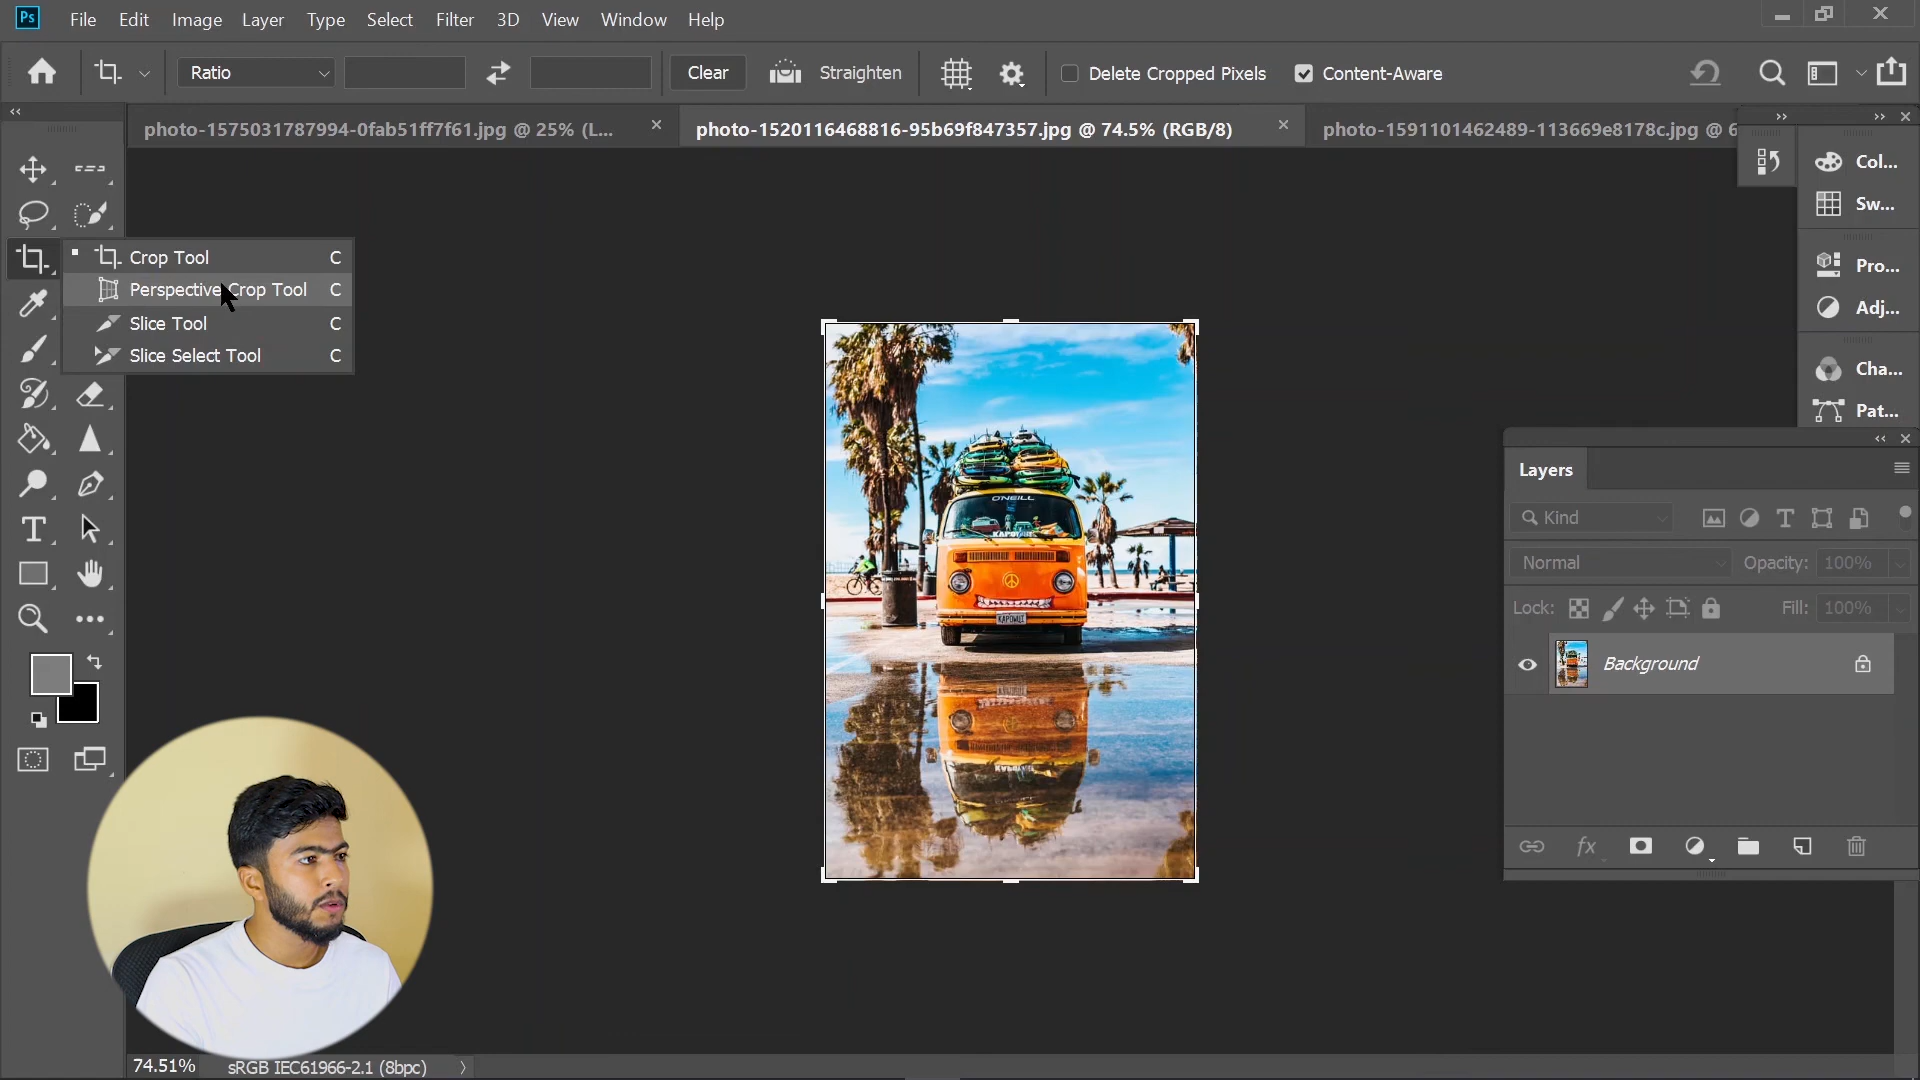 Ps File Edit Image Layer Type Select Filter 3D View Window Help
Ratio Clear Straighten Delete Cropped Pixels Content-Aware
photo-1575031787994-0fab51ff7f61.jpg @ 25% (L...
photo-1520116468816-95b69f847357.jpg @ 74.5% (RGB/8)
photo-1591101462489-113669e8178c.jpg @ 6
Col...
Sw...
Pro...
Adj...
Cha...
Pat...
Crop Tool C
Perspective Crop Tool C
Slice Tool C
Slice Select Tool C
O'NEILL
KAPOWUI
Layers
Kind
Normal Opacity: 100%
Lock: Fill: 100%
Background
fx
74.51% sRGB IEC61966-2.1 (8bpc)